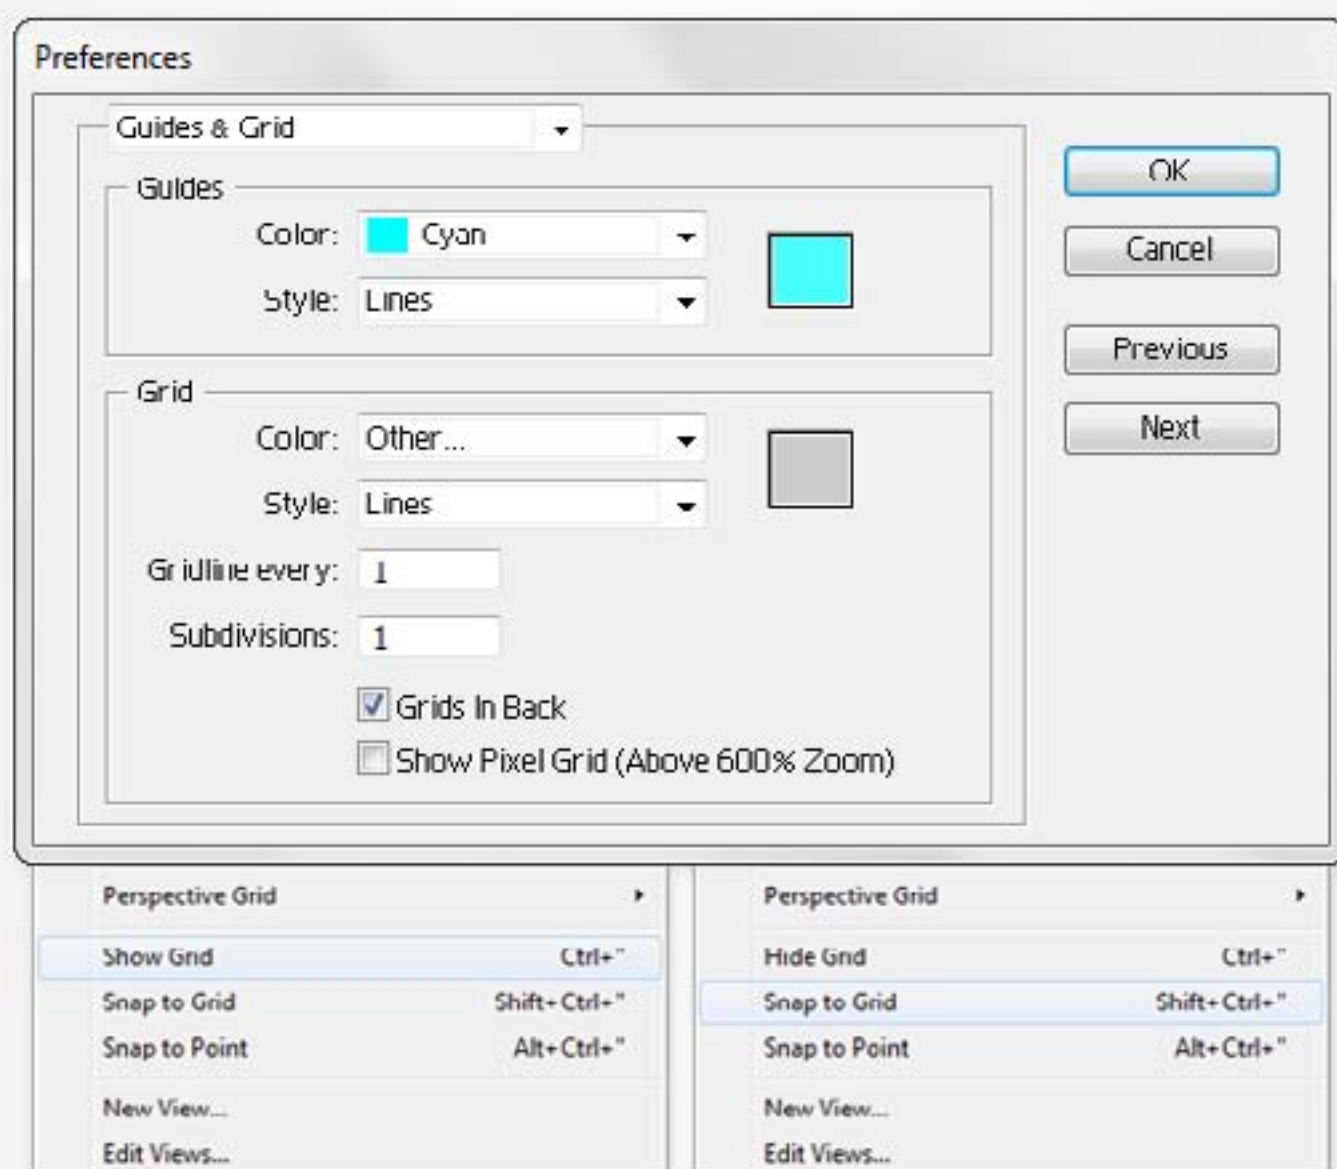 Preferences
Guides & Grid
Guides
Color: Cyan
Style: Lines
Grid
Color: Other...
Style: Lines
Gridline every: 1
Subdivisions: 1
Grids In Back
Show Pixel Grid (Above 600% Zoom)
OK
Cancel
Previous
Next
Perspective Grid
Show Grid Ctrl+"
Snap to Grid Shift+Ctrl+"
Snap to Point Alt+Ctrl+"
New View...
Edit Views...
Perspective Grid
Hide Grid Ctrl+"
Snap to Grid Shift+Ctrl+"
Snap to Point Alt+Ctrl+"
New View...
Edit Views...